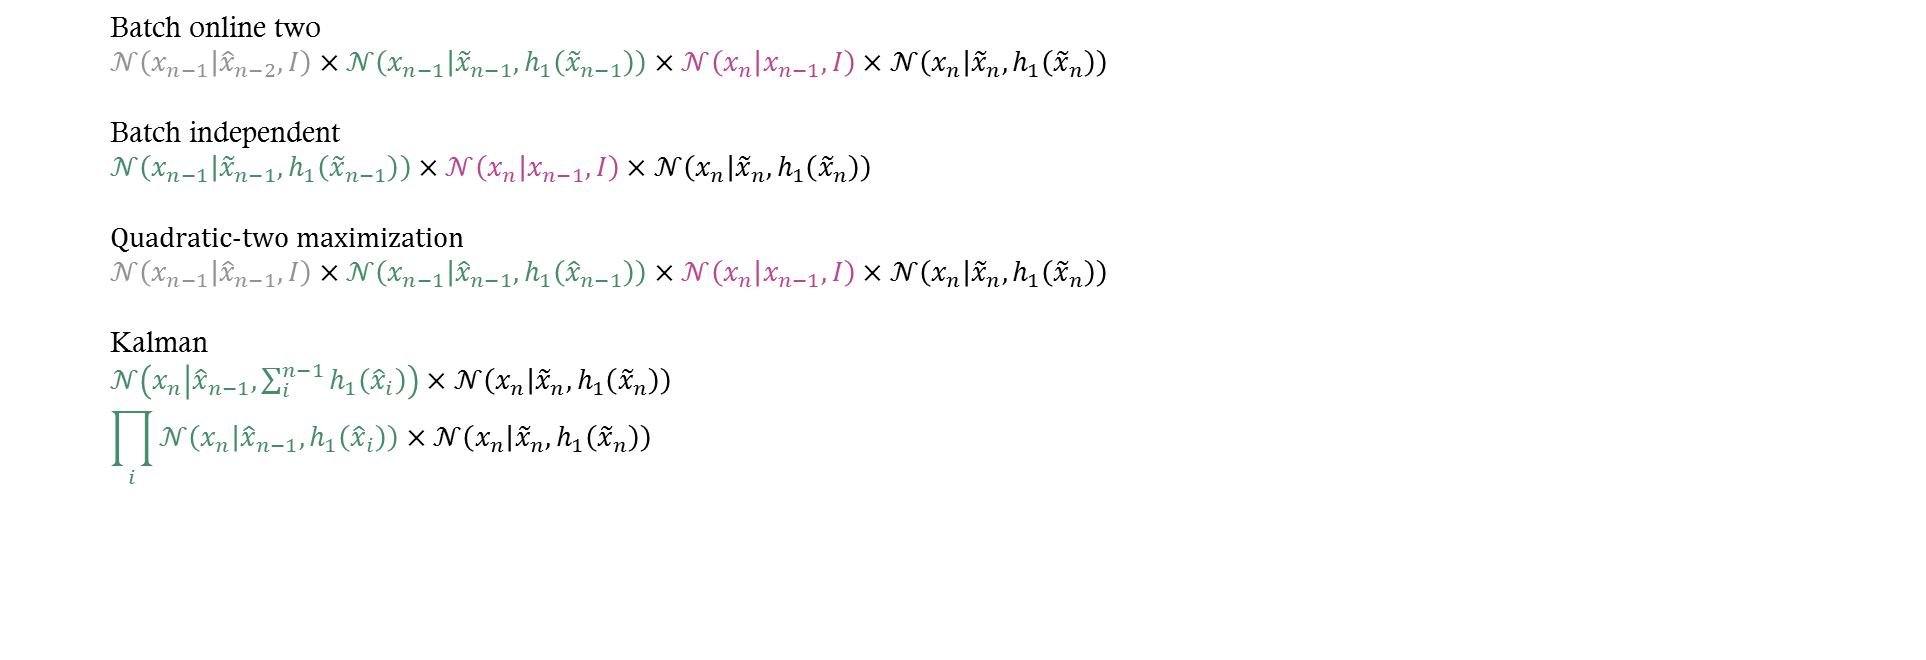 Batch online two
𝒩(x_{n−1}|x̂_{n−2}, I) × 𝒩(x_{n−1}|x̃_{n−1}, h_1(x̃_{n−1})) × 𝒩(x_n|x_{n−1}, I) × 𝒩(x_n|x̃_n, h_1(x̃_n))
Batch independent
𝒩(x_{n−1}|x̃_{n−1}, h_1(x̃_{n−1})) × 𝒩(x_n|x_{n−1}, I) × 𝒩(x_n|x̃_n, h_1(x̃_n))
Quadratic-two maximization
𝒩(x_{n−1}|x̂_{n−1}, I) × 𝒩(x_{n−1}|x̂_{n−1}, h_1(x̂_{n−1})) × 𝒩(x_n|x_{n−1}, I) × 𝒩(x_n|x̃_n, h_1(x̃_n))
Kalman
𝒩(x_n|x̂_{n−1}, ∑_i^{n−1} h_1(x̂_i)) × 𝒩(x_n|x̃_n, h_1(x̃_n))
∏_i 𝒩(x_n|x̂_{n−1}, h_1(x̂_i)) × 𝒩(x_n|x̃_n, h_1(x̃_n))